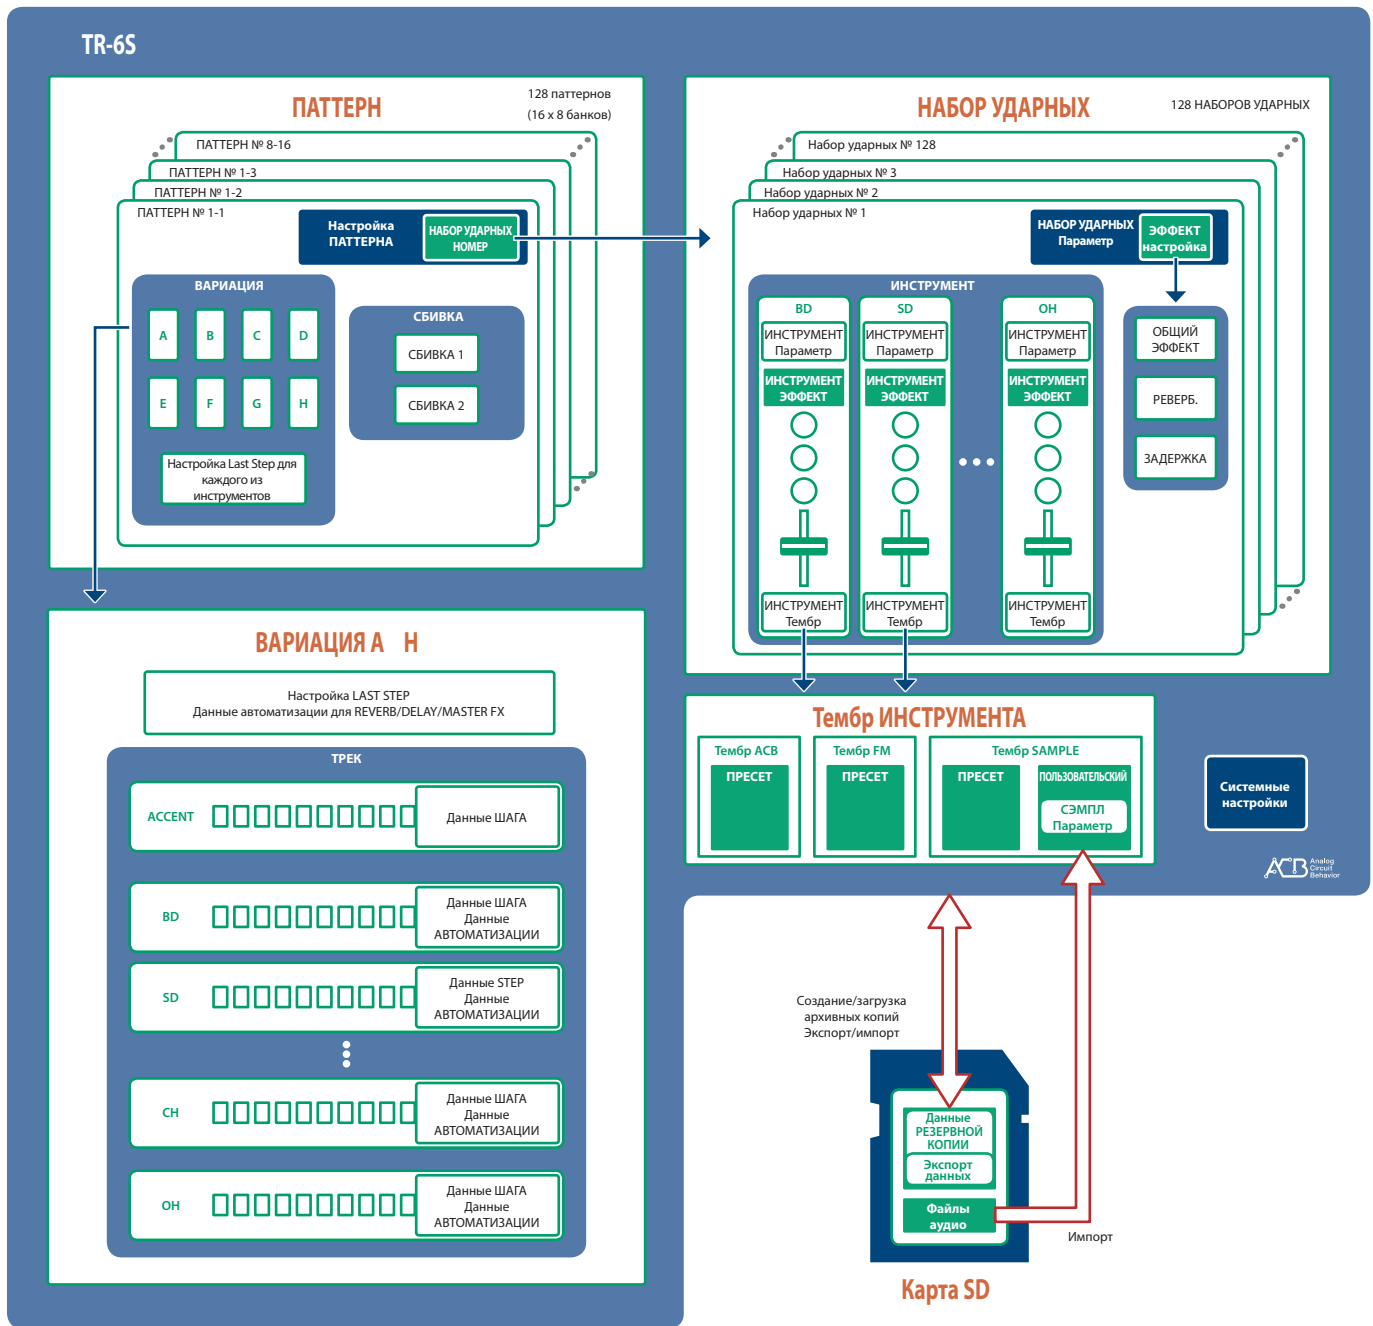 TR-6S
ПАТТЕРН
128 паттернов
(16 x 8 банков)
ПАТТЕРН № 8-16
ПАТТЕРН № 1-3
ПАТТЕРН № 1-2
ПАТТЕРН № 1-1
Настройка
ПАТТЕРНА
НАБОР УДАРНЫХ
НОМЕР
ВАРИАЦИЯ
A B C D
E F G H
Настройка Last Step для
каждого из
инструментов
СБИВКА
СБИВКА 1
СБИВКА 2
НАБОР УДАРНЫХ
128 НАБОРОВ УДАРНЫХ
Набор ударных № 128
Набор ударных № 3
Набор ударных № 2
Набор ударных № 1
НАБОР УДАРНЫХ
Параметр
ЭФФЕКТ
настройка
ИНСТРУМЕНТ
BD
ИНСТРУМЕНТ
Параметр
ИНСТРУМЕНТ
ЭФФЕКТ
ИНСТРУМЕНТ
Тембр
SD
ИНСТРУМЕНТ
Параметр
ИНСТРУМЕНТ
ЭФФЕКТ
ИНСТРУМЕНТ
Тембр
OH
ИНСТРУМЕНТ
Параметр
ИНСТРУМЕНТ
ЭФФЕКТ
ИНСТРУМЕНТ
Тембр
ОБЩИЙ
ЭФФЕКТ
РЕВЕРБ.
ЗАДЕРЖКА
ВАРИАЦИЯ A H
Настройка LAST STEP
Данные автоматизации для REVERB/DELAY/MASTER FX
ТРЕК
ACCENT
Данные ШАГА
BD
Данные ШАГА
Данные
АВТОМАТИЗАЦИИ
SD
Данные STEP
Данные
АВТОМАТИЗАЦИИ
CH
Данные ШАГА
Данные
АВТОМАТИЗАЦИИ
OH
Данные ШАГА
Данные
АВТОМАТИЗАЦИИ
Тембр ИНСТРУМЕНТА
Тембр ACB
ПРЕСЕТ
Тембр FM
ПРЕСЕТ
Тембр SAMPLE
ПРЕСЕТ
ПОЛЬЗОВАТЕЛЬСКИЙ
СЭМПЛ
Параметр
Системные
настройки
ACB
Analog
Circuit
Behavior
Создание/загрузка
архивных копий
Экспорт/импорт
Данные
РЕЗЕРВНОЙ
КОПИИ
Экспорт
данных
Файлы
аудио
Импорт
Карта SD